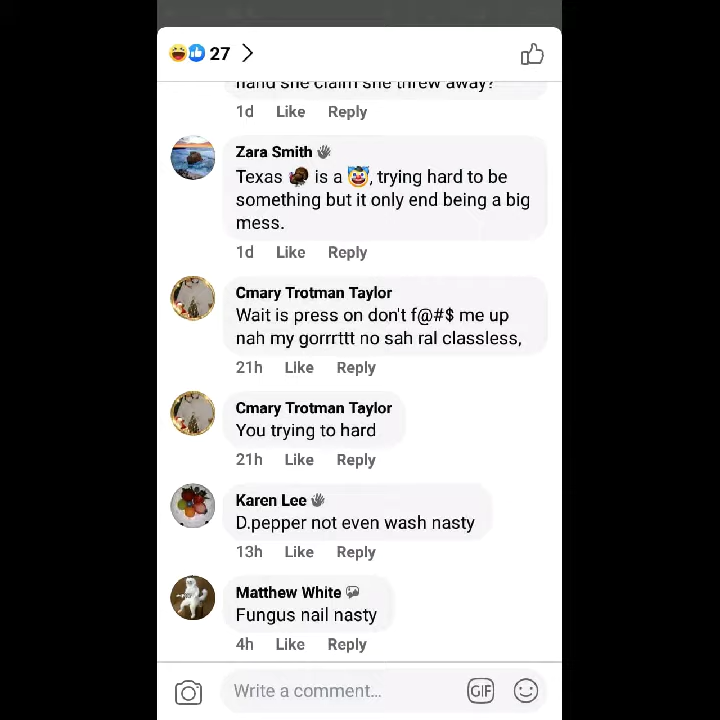 27
hand she claim she threw away?
1d Like Reply
Zara Smith
Texas 🦃 is a 🤡, trying hard to be
something but it only end being a big
mess.
1d Like Reply
Cmary Trotman Taylor
Wait is press on don't f@#$ me up
nah my gorrrttt no sah ral classless,
21h Like Reply
Cmary Trotman Taylor
You trying to hard
21h Like Reply
Karen Lee
D.pepper not even wash nasty
13h Like Reply
Matthew White
Fungus nail nasty
4h Like Reply
Write a comment...
GIF